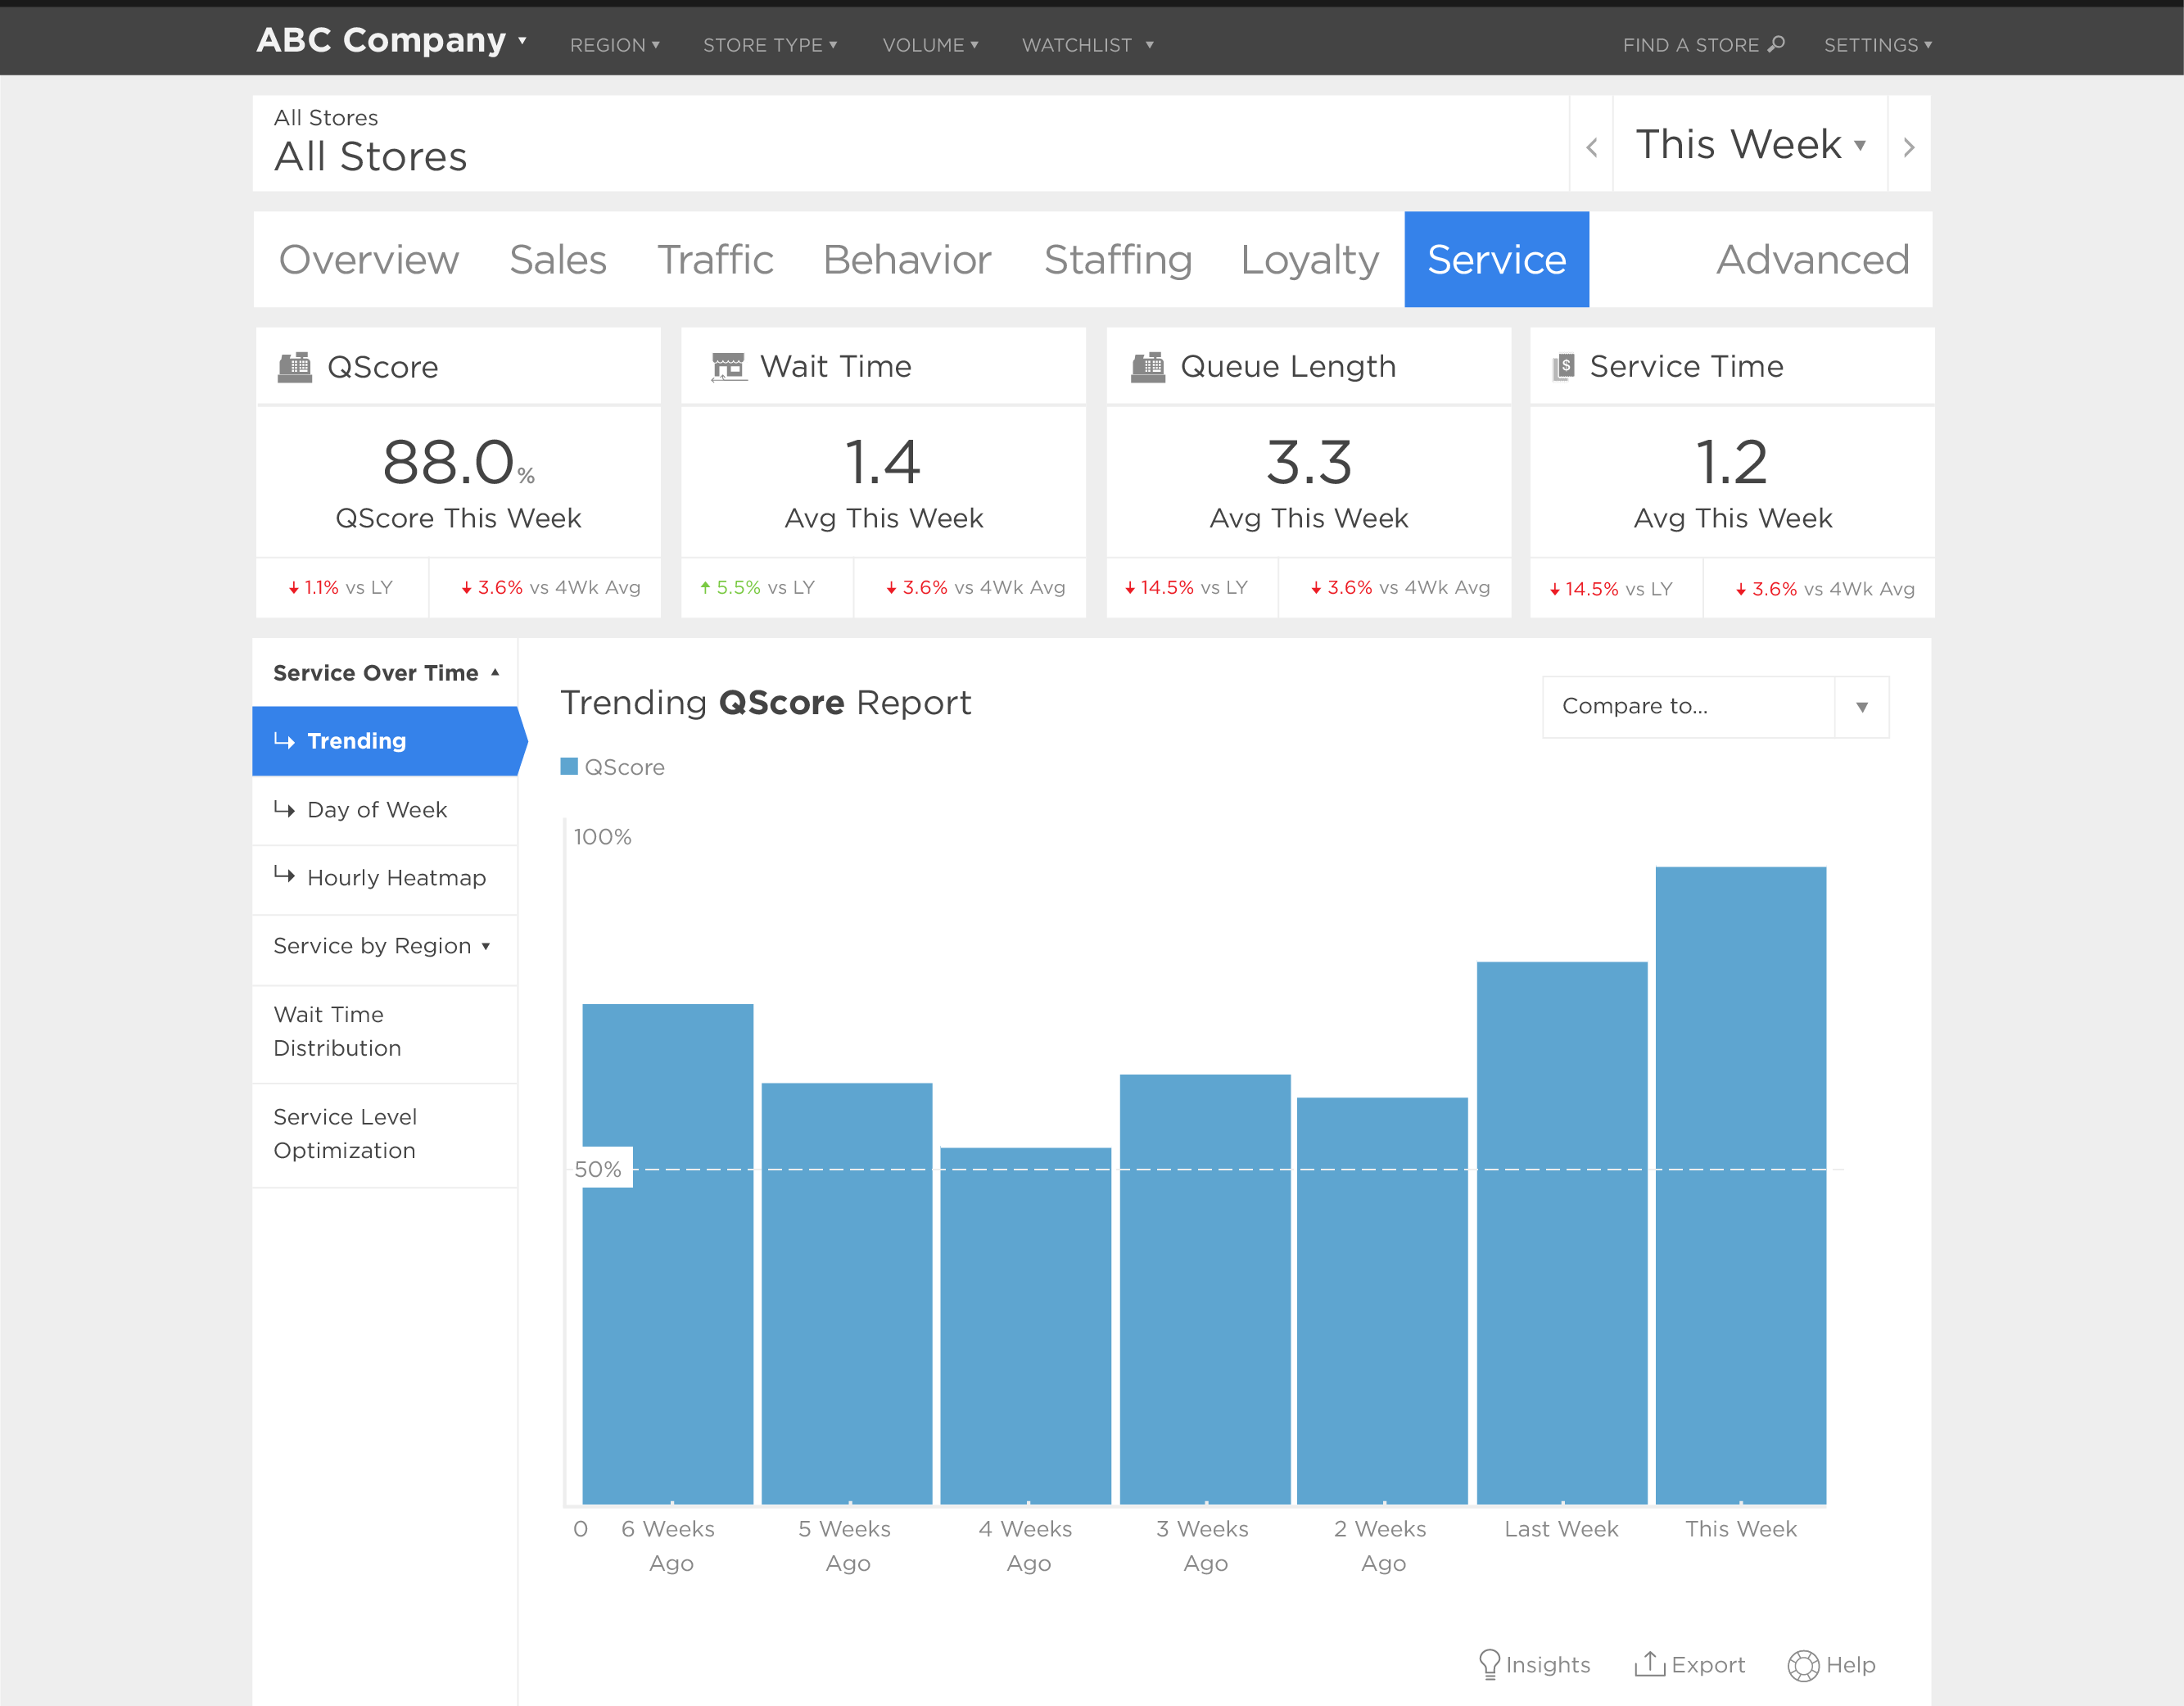 ABC Company REGION STORE TYPE VOLUME WATCHLIST FIND A STORE SETTINGS
All Stores
All Stores
This Week
Overview Sales Traffic Behavior Staffing Loyalty Service Advanced
QScore
88.0%
QScore This Week
1.1% vs LY 3.6% vs 4Wk Avg
Wait Time
1.4
Avg This Week
5.5% vs LY 3.6% vs 4Wk Avg
Queue Length
3.3
Avg This Week
14.5% vs LY 3.6% vs 4Wk Avg
$
Service Time
1.2
Avg This Week
14.5% vs LY 3.6% vs 4Wk Avg
Service Over Time
Trending
Day of Week
Hourly Heatmap
Service by Region
Wait Time
Distribution
Service Level
Optimization
Trending QScore Report
Compare to...
QScore
100%
50%
0
6 Weeks
Ago
5 Weeks
Ago
4 Weeks
Ago
3 Weeks
Ago
2 Weeks
Ago
Last Week
This Week
Insights Export Help